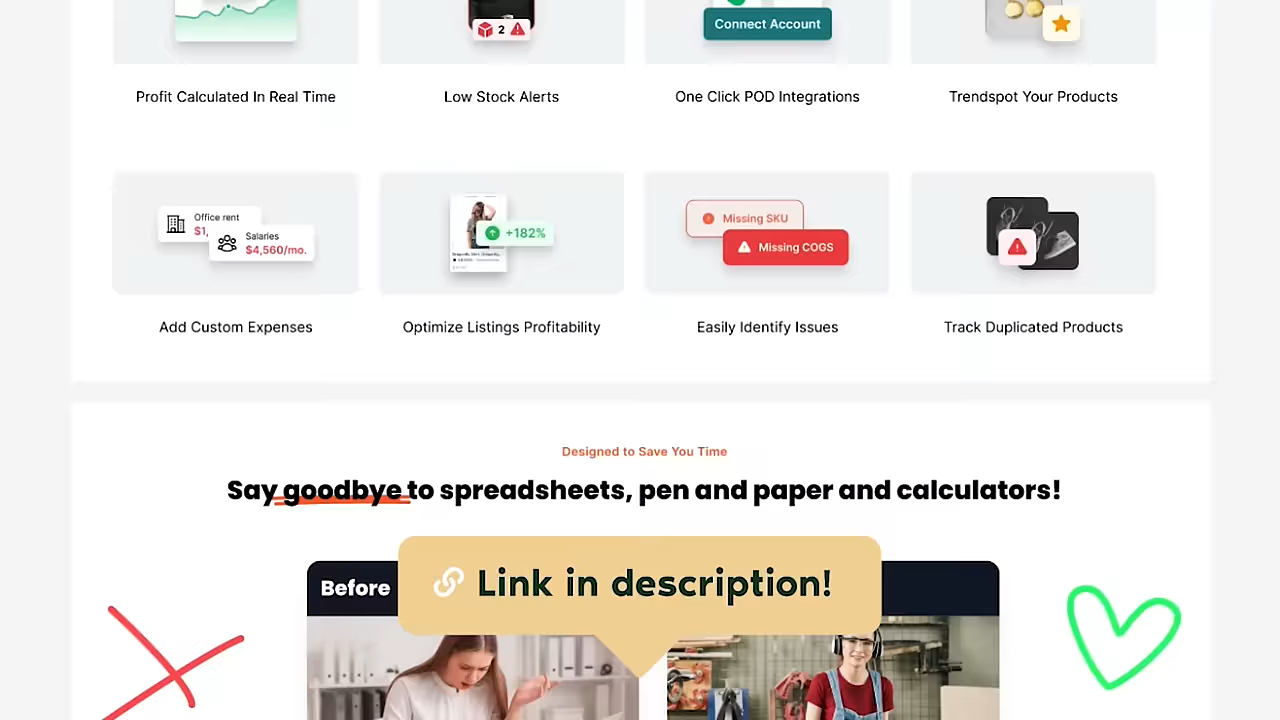 2
Connect Account
Profit Calculated In Real Time
Low Stock Alerts
One Click POD Integrations
Trendspot Your Products
Office rent
$1,
Salaries
$4,560/mo.
+182%
Missing SKU
Missing COGS
Add Custom Expenses
Optimize Listings Profitability
Easily Identify Issues
Track Duplicated Products
Designed to Save You Time
Say goodbye to spreadsheets, pen and paper and calculators!
Before
Link in description!